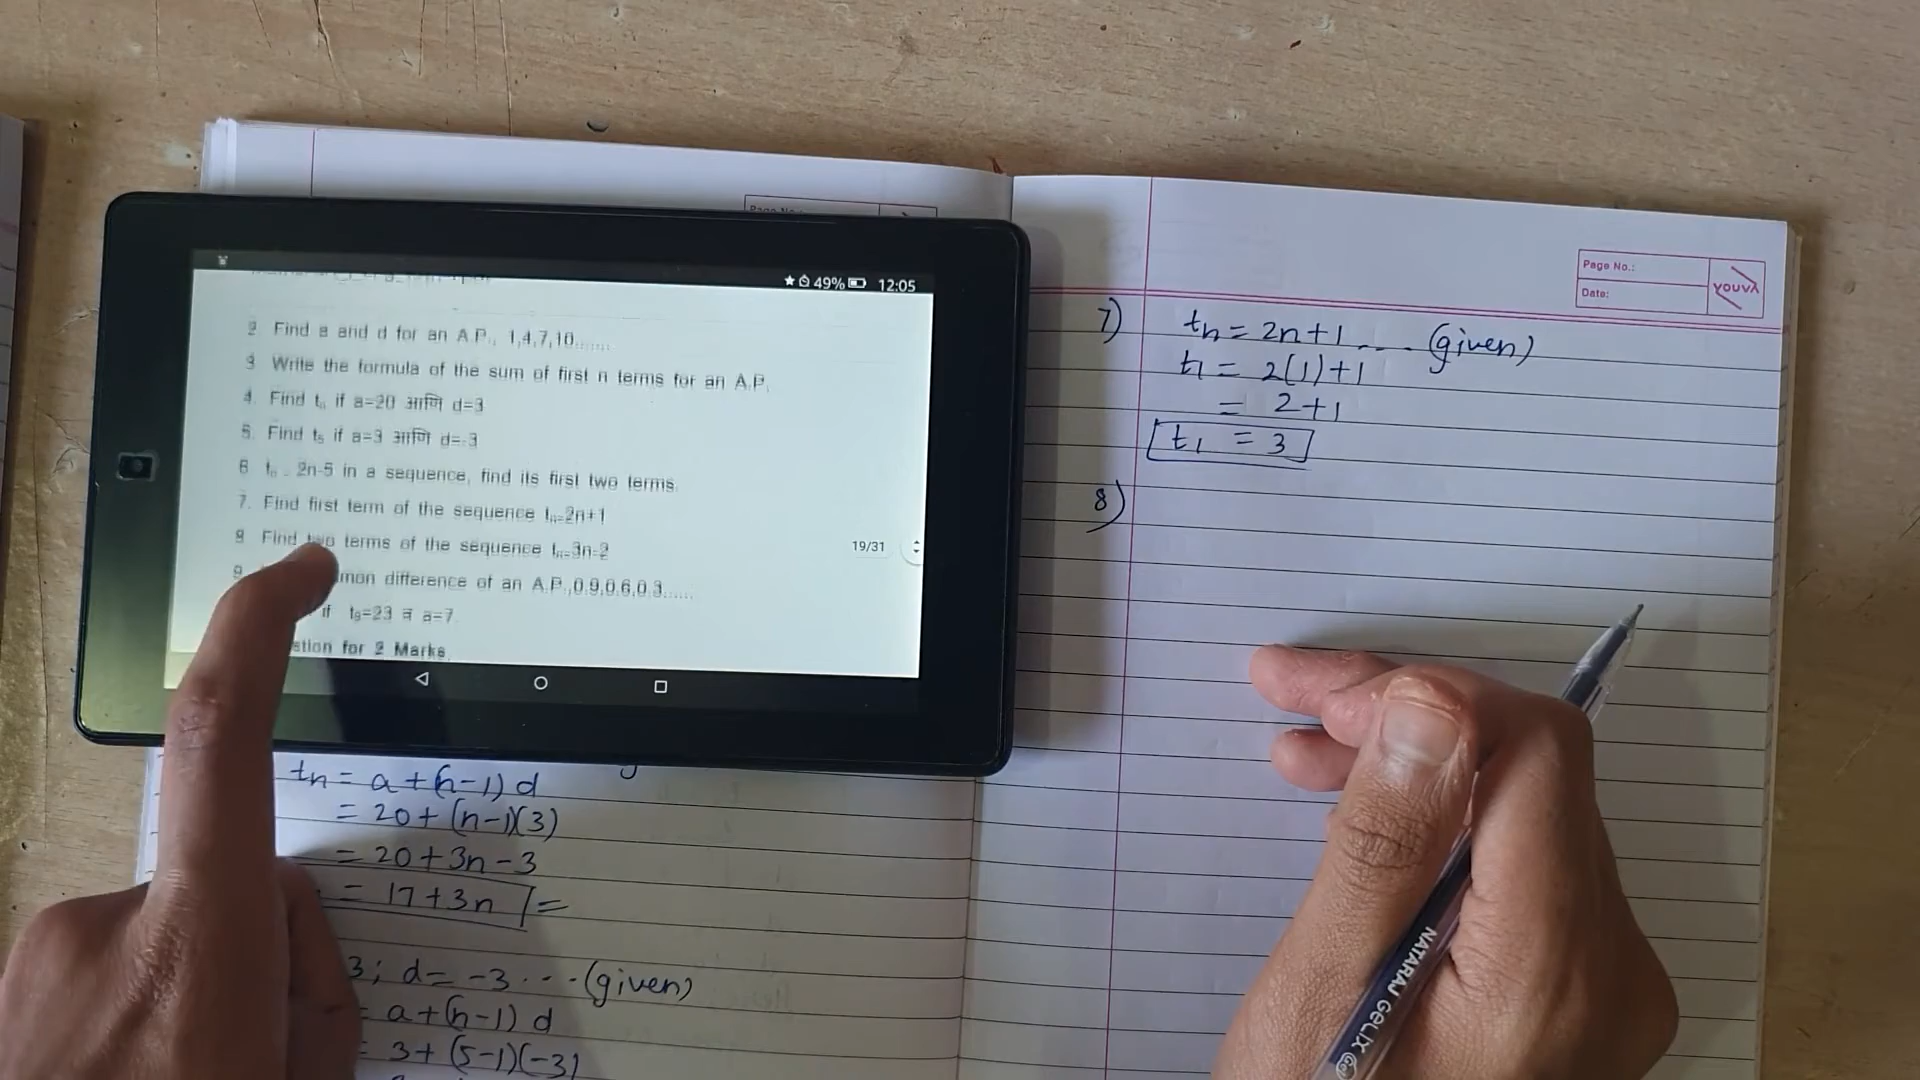 49% 12:05
2. Find a and d for an A.P., 1,4,7,10.......
3. Write the formula of the sum of first n terms for an A.P.
4. Find tₙ if a=20 आणि d=3
5. Find t₅ if a=3 आणि d=-3
6. tₙ = 2n-5 in a sequence, find its first two terms.
7. Find first term of the sequence tₙ=2n+1
8. Find two terms of the sequence tₙ=3n-2
9. difference of an A.P.,0.9,0.6,0.3......
if t₉=23 व a=7
for 2 Marks.
19/31
tn = a+(n-1) d
= 20+(n-1)(3)
= 20+3n-3
= 17+3n =
3; d= -3 ... (given)
= a+(n-1) d
= 3+(5-1)(-3)
Page No.:
Date:
YOUVA
7) tn = 2n+1 .... (given)
t1 = 2(1)+1
= 2+1
t1 = 3
8)
NATARAJ GELIX